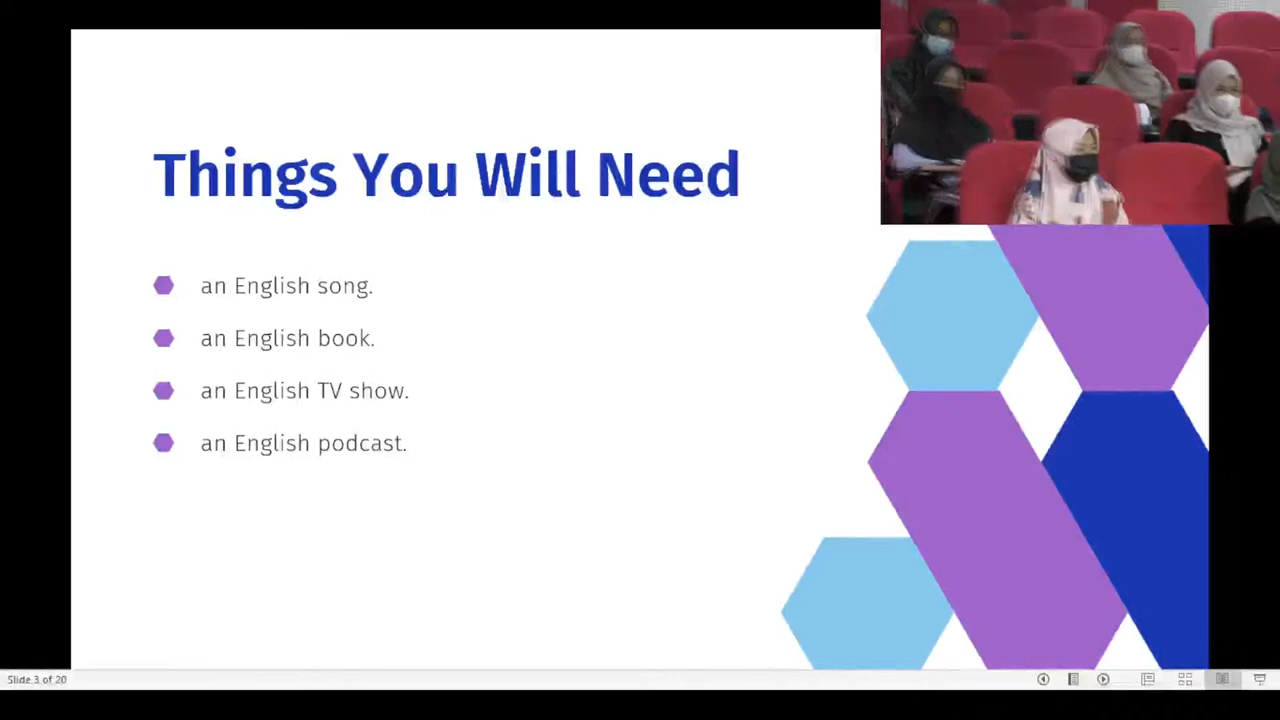 Things You Will Need
an English song.
an English book.
an English TV show.
an English podcast.
Slide 3 of 20